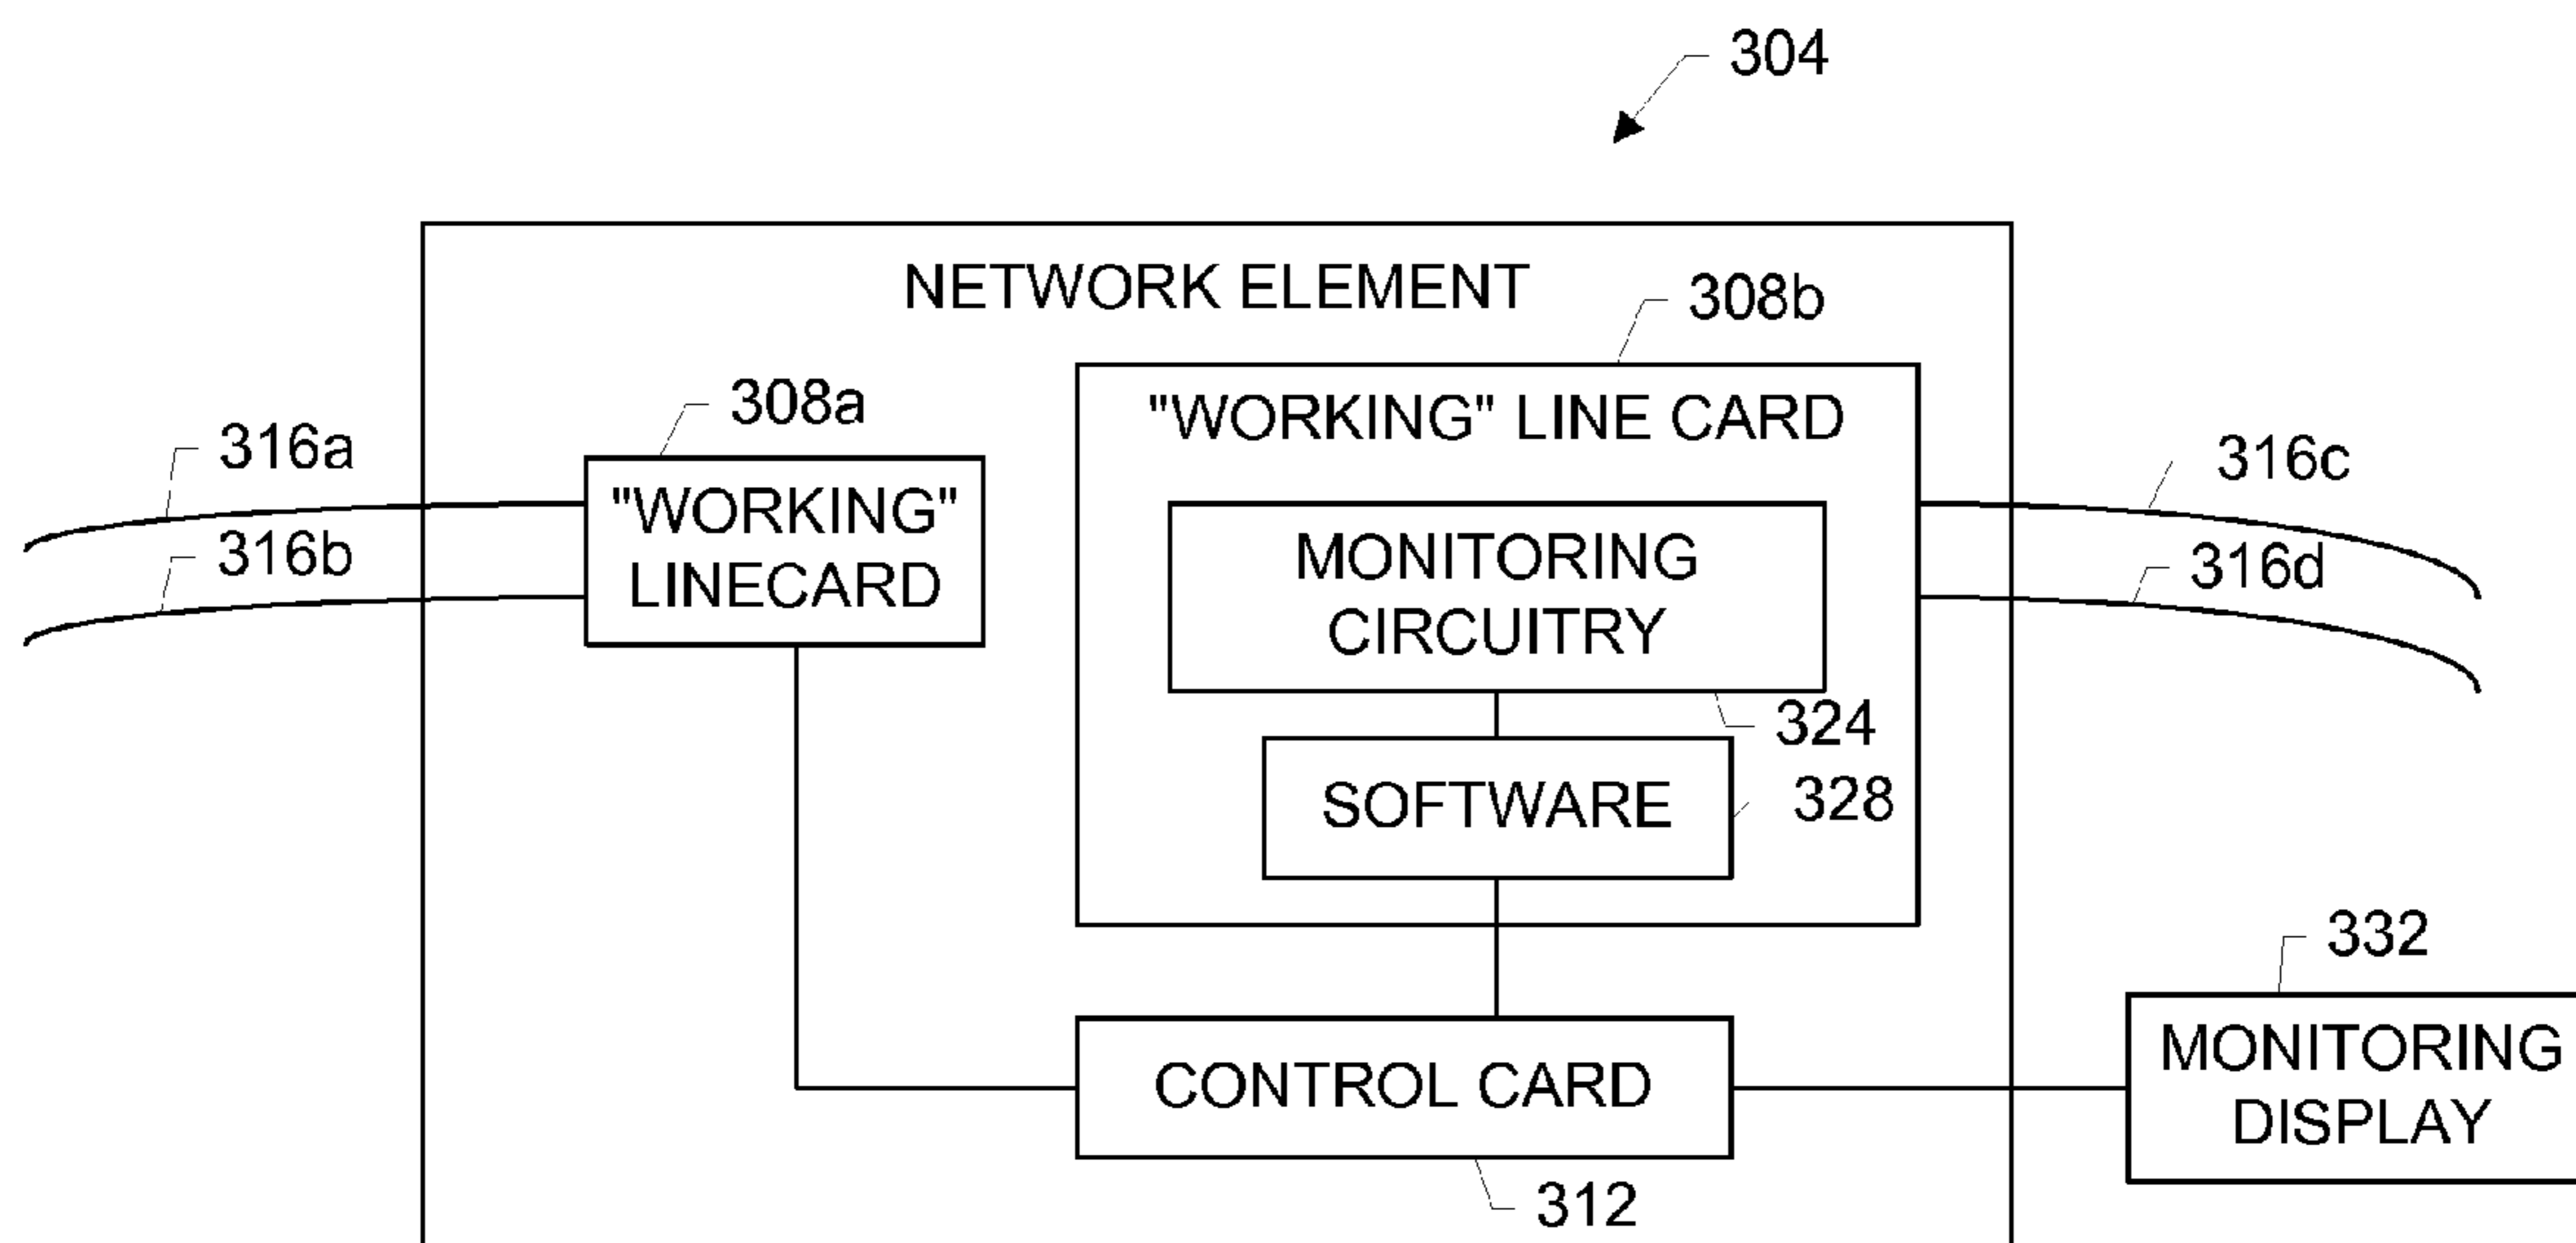 304
NETWORK ELEMENT
308b
308a
"WORKING" LINE CARD
316a
316c
"WORKING"
LINECARD
316b
MONITORING
CIRCUITRY
316d
324
SOFTWARE
328
332
MONITORING
DISPLAY
CONTROL CARD
312